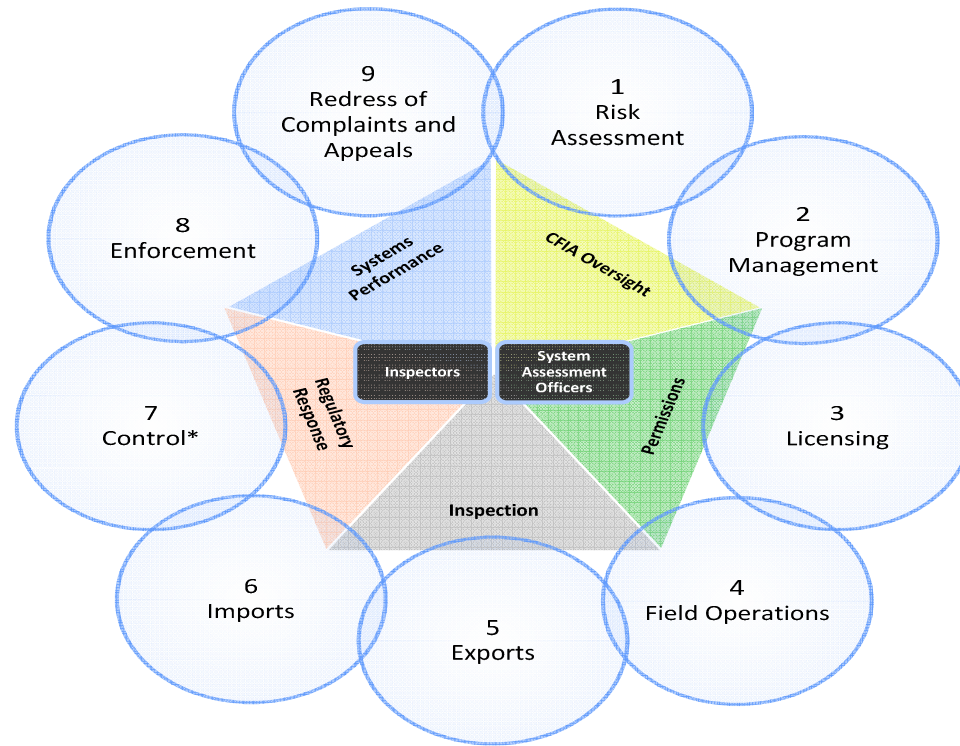 9
Redress of
Complaints and
Appeals
1
Risk
Assessment
8
Enforcement
2
Program
Management
Systems
Performance
CFIA Oversight
Inspectors
System
Assessment
Officers
7
Control*
Regulatory
Response
Permissions
3
Licensing
Inspection
6
Imports
5
Exports
4
Field Operations